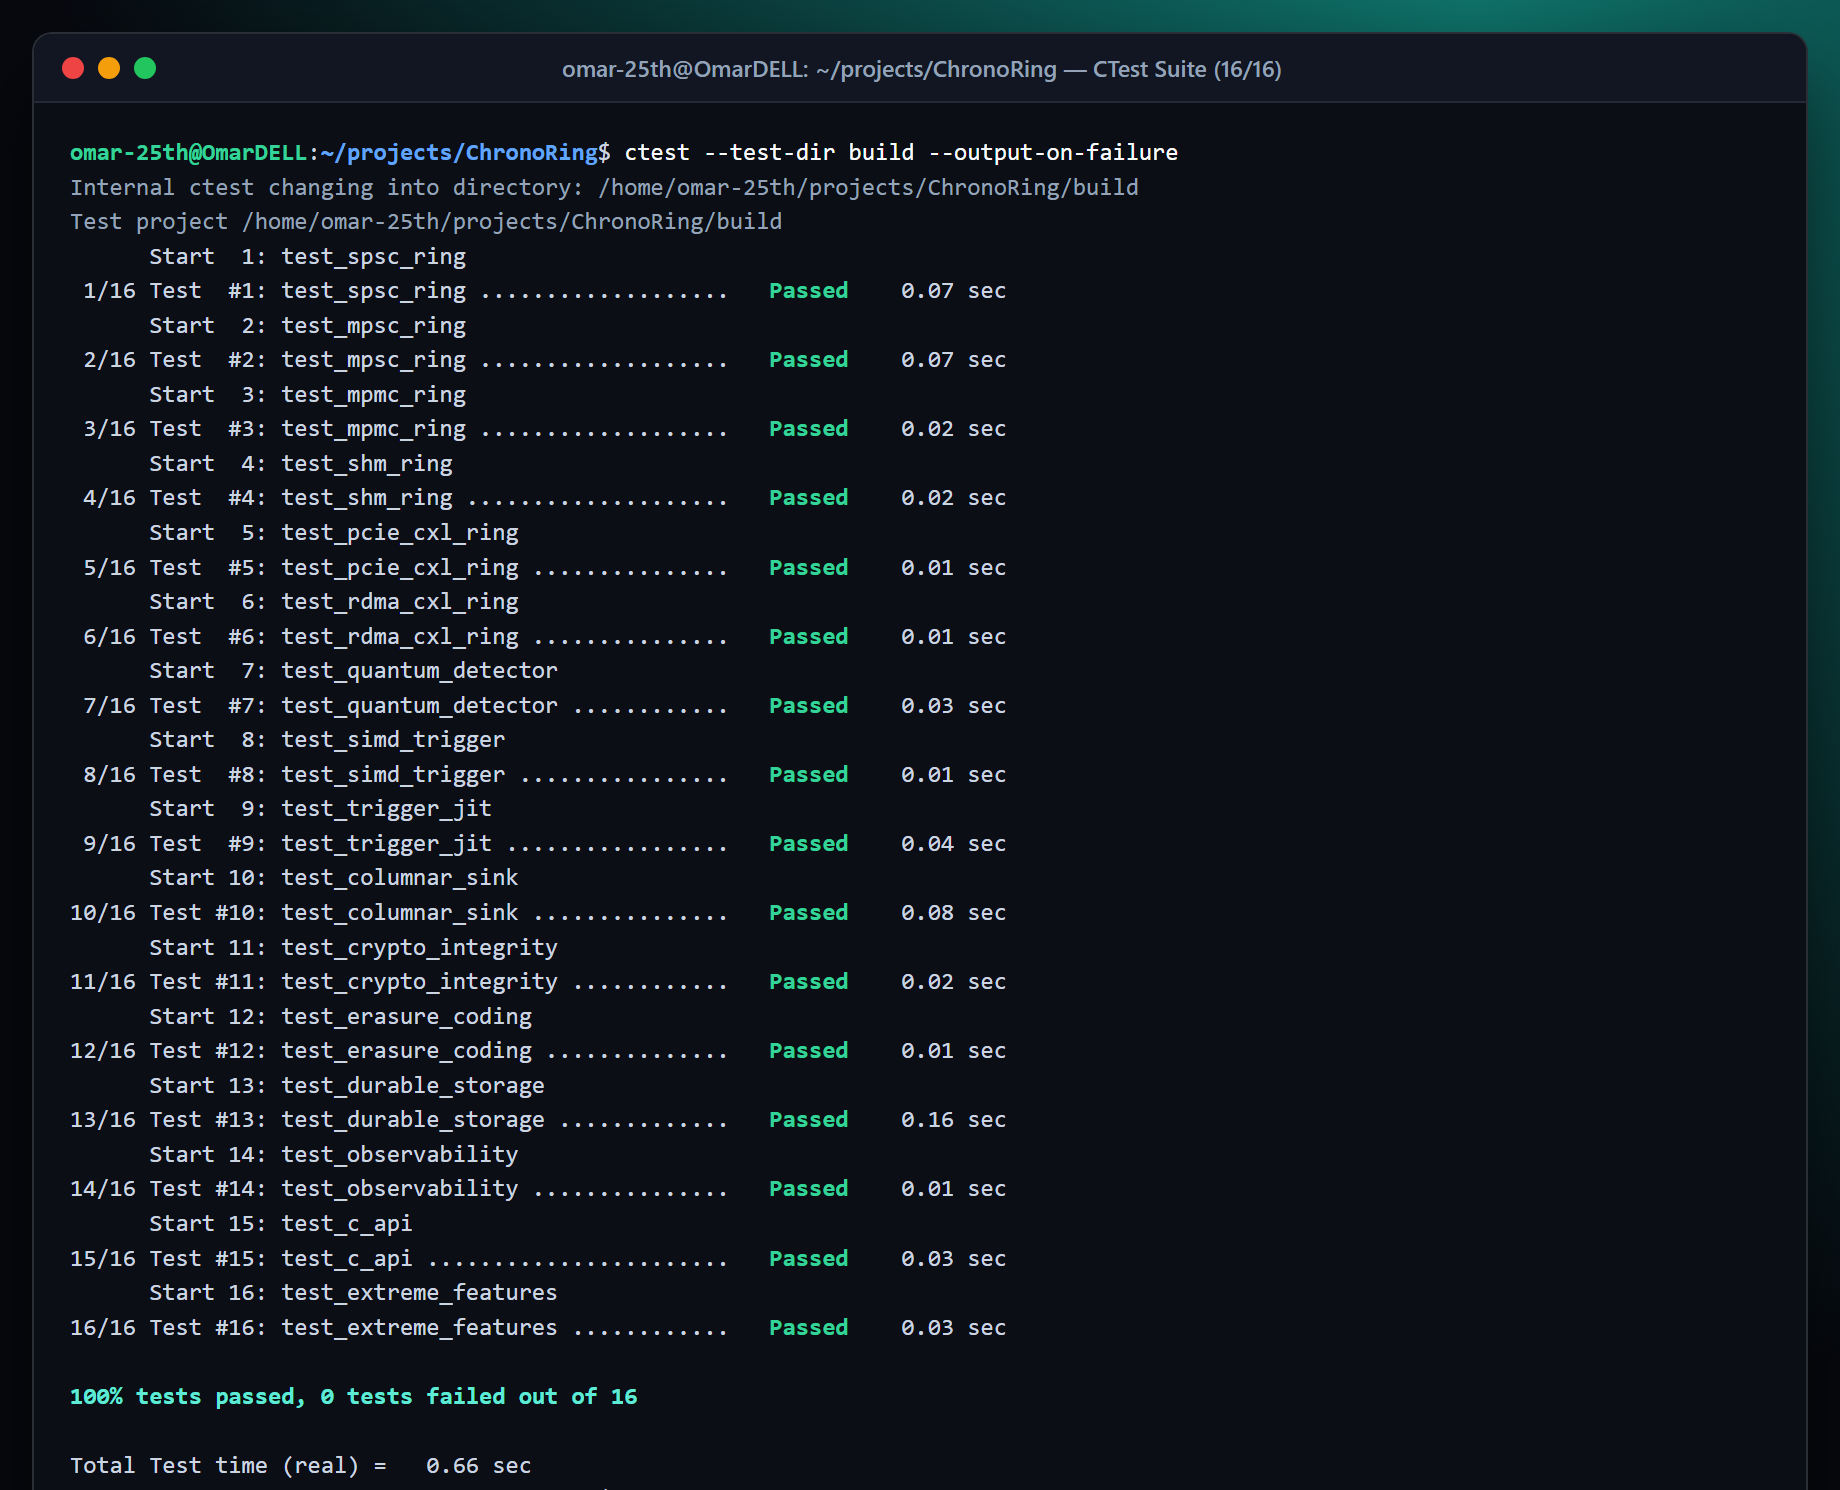 omar-25th@OmarDELL: ~/projects/ChronoRing — CTest Suite (16/16)
omar-25th@OmarDELL:~/projects/ChronoRing$ ctest --test-dir build --output-on-failure
Internal ctest changing into directory: /home/omar-25th/projects/ChronoRing/build
Test project /home/omar-25th/projects/ChronoRing/build
      Start  1: test_spsc_ring
 1/16 Test  #1: test_spsc_ring ...................   Passed    0.07 sec
      Start  2: test_mpsc_ring
 2/16 Test  #2: test_mpsc_ring ...................   Passed    0.07 sec
      Start  3: test_mpmc_ring
 3/16 Test  #3: test_mpmc_ring ...................   Passed    0.02 sec
      Start  4: test_shm_ring
 4/16 Test  #4: test_shm_ring ....................   Passed    0.02 sec
      Start  5: test_pcie_cxl_ring
 5/16 Test  #5: test_pcie_cxl_ring ...............   Passed    0.01 sec
      Start  6: test_rdma_cxl_ring
 6/16 Test  #6: test_rdma_cxl_ring ...............   Passed    0.01 sec
      Start  7: test_quantum_detector
 7/16 Test  #7: test_quantum_detector ............   Passed    0.03 sec
      Start  8: test_simd_trigger
 8/16 Test  #8: test_simd_trigger ................   Passed    0.01 sec
      Start  9: test_trigger_jit
 9/16 Test  #9: test_trigger_jit .................   Passed    0.04 sec
      Start 10: test_columnar_sink
10/16 Test #10: test_columnar_sink ...............   Passed    0.08 sec
      Start 11: test_crypto_integrity
11/16 Test #11: test_crypto_integrity ............   Passed    0.02 sec
      Start 12: test_erasure_coding
12/16 Test #12: test_erasure_coding ..............   Passed    0.01 sec
      Start 13: test_durable_storage
13/16 Test #13: test_durable_storage .............   Passed    0.16 sec
      Start 14: test_observability
14/16 Test #14: test_observability ...............   Passed    0.01 sec
      Start 15: test_c_api
15/16 Test #15: test_c_api .......................   Passed    0.03 sec
      Start 16: test_extreme_features
16/16 Test #16: test_extreme_features ............   Passed    0.03 sec
100% tests passed, 0 tests failed out of 16
Total Test time (real) =   0.66 sec